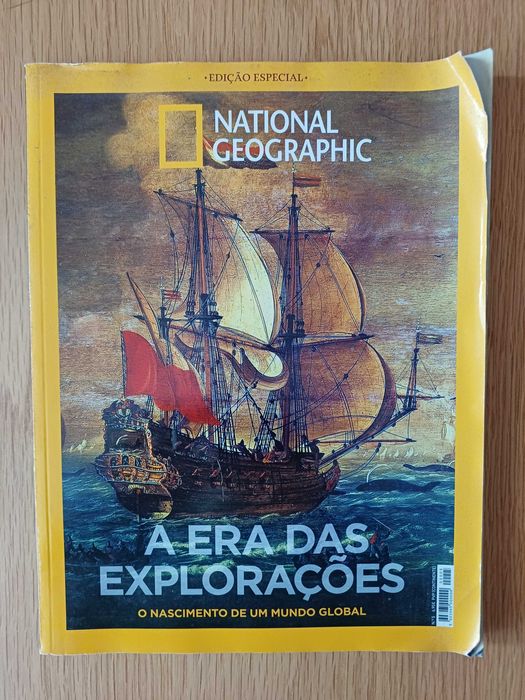 ·EDIÇÃO ESPECIAL·
NATIONAL
GEOGRAPHIC
A ERA DAS
EXPLORAÇÕES
O NASCIMENTO DE UM MUNDO GLOBAL